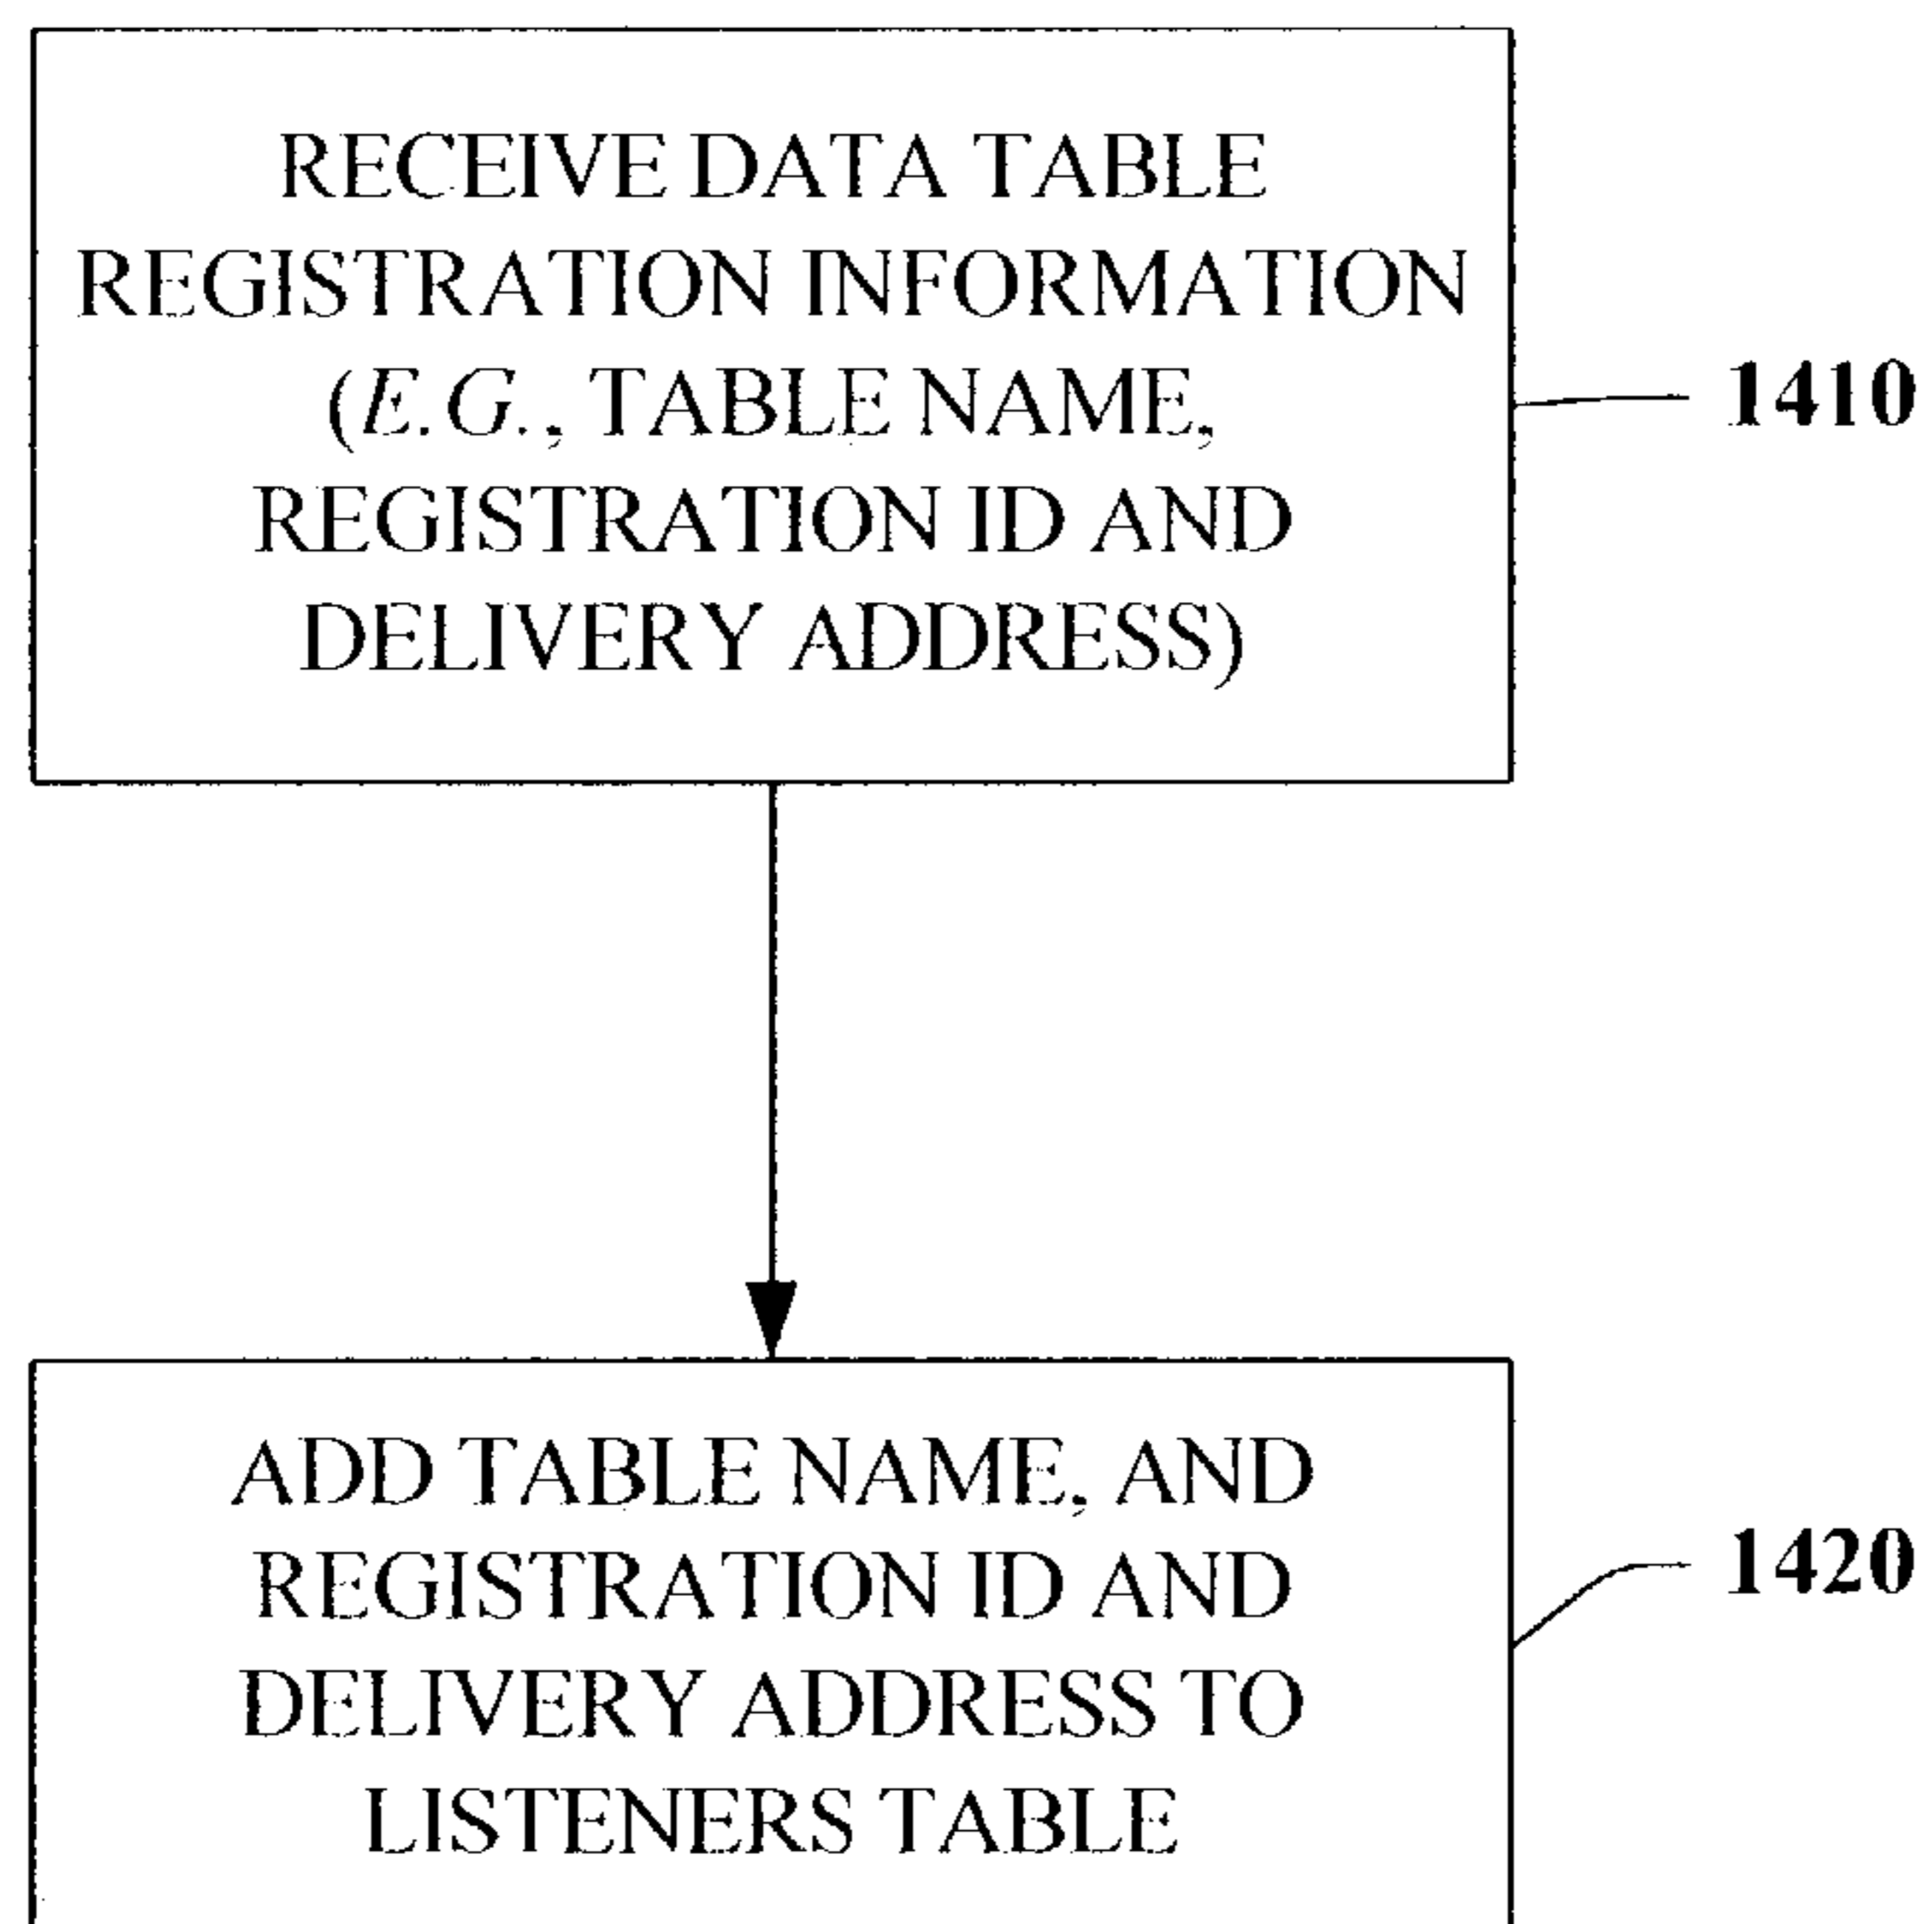 RECEIVE DATA TABLE
REGISTRATION INFORMATION
(E.G., TABLE NAME,
REGISTRATION ID AND
DELIVERY ADDRESS)
1410
ADD TABLE NAME, AND
REGISTRATION ID AND
DELIVERY ADDRESS TO
LISTENERS TABLE
1420